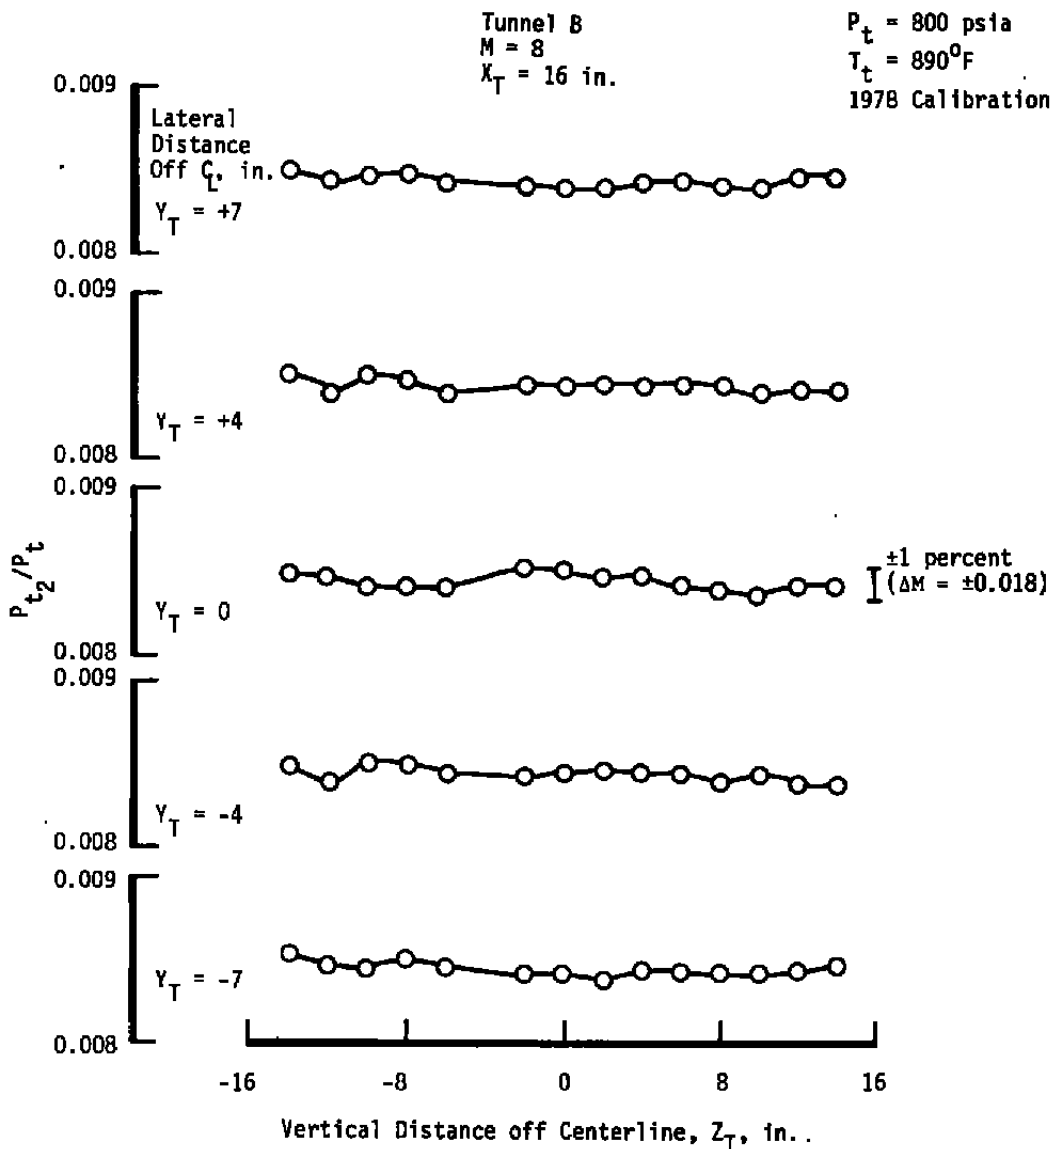 Tunnel B
M = 8
X_T = 16 in.
P_t = 800 psia
T_t = 890°F
1978 Calibration
0.009
Lateral
Distance
Off C_L, in.
Y_T = +7
0.008
0.009
Y_T = +4
0.008
0.009
P_t_2/P_t
±1 percent
(ΔM = ±0.018)
Y_T = 0
0.008
0.009
Y_T = -4
0.008
0.009
Y_T = -7
0.008
-16 -8 0 8 16
Vertical Distance off Centerline, Z_T, in..